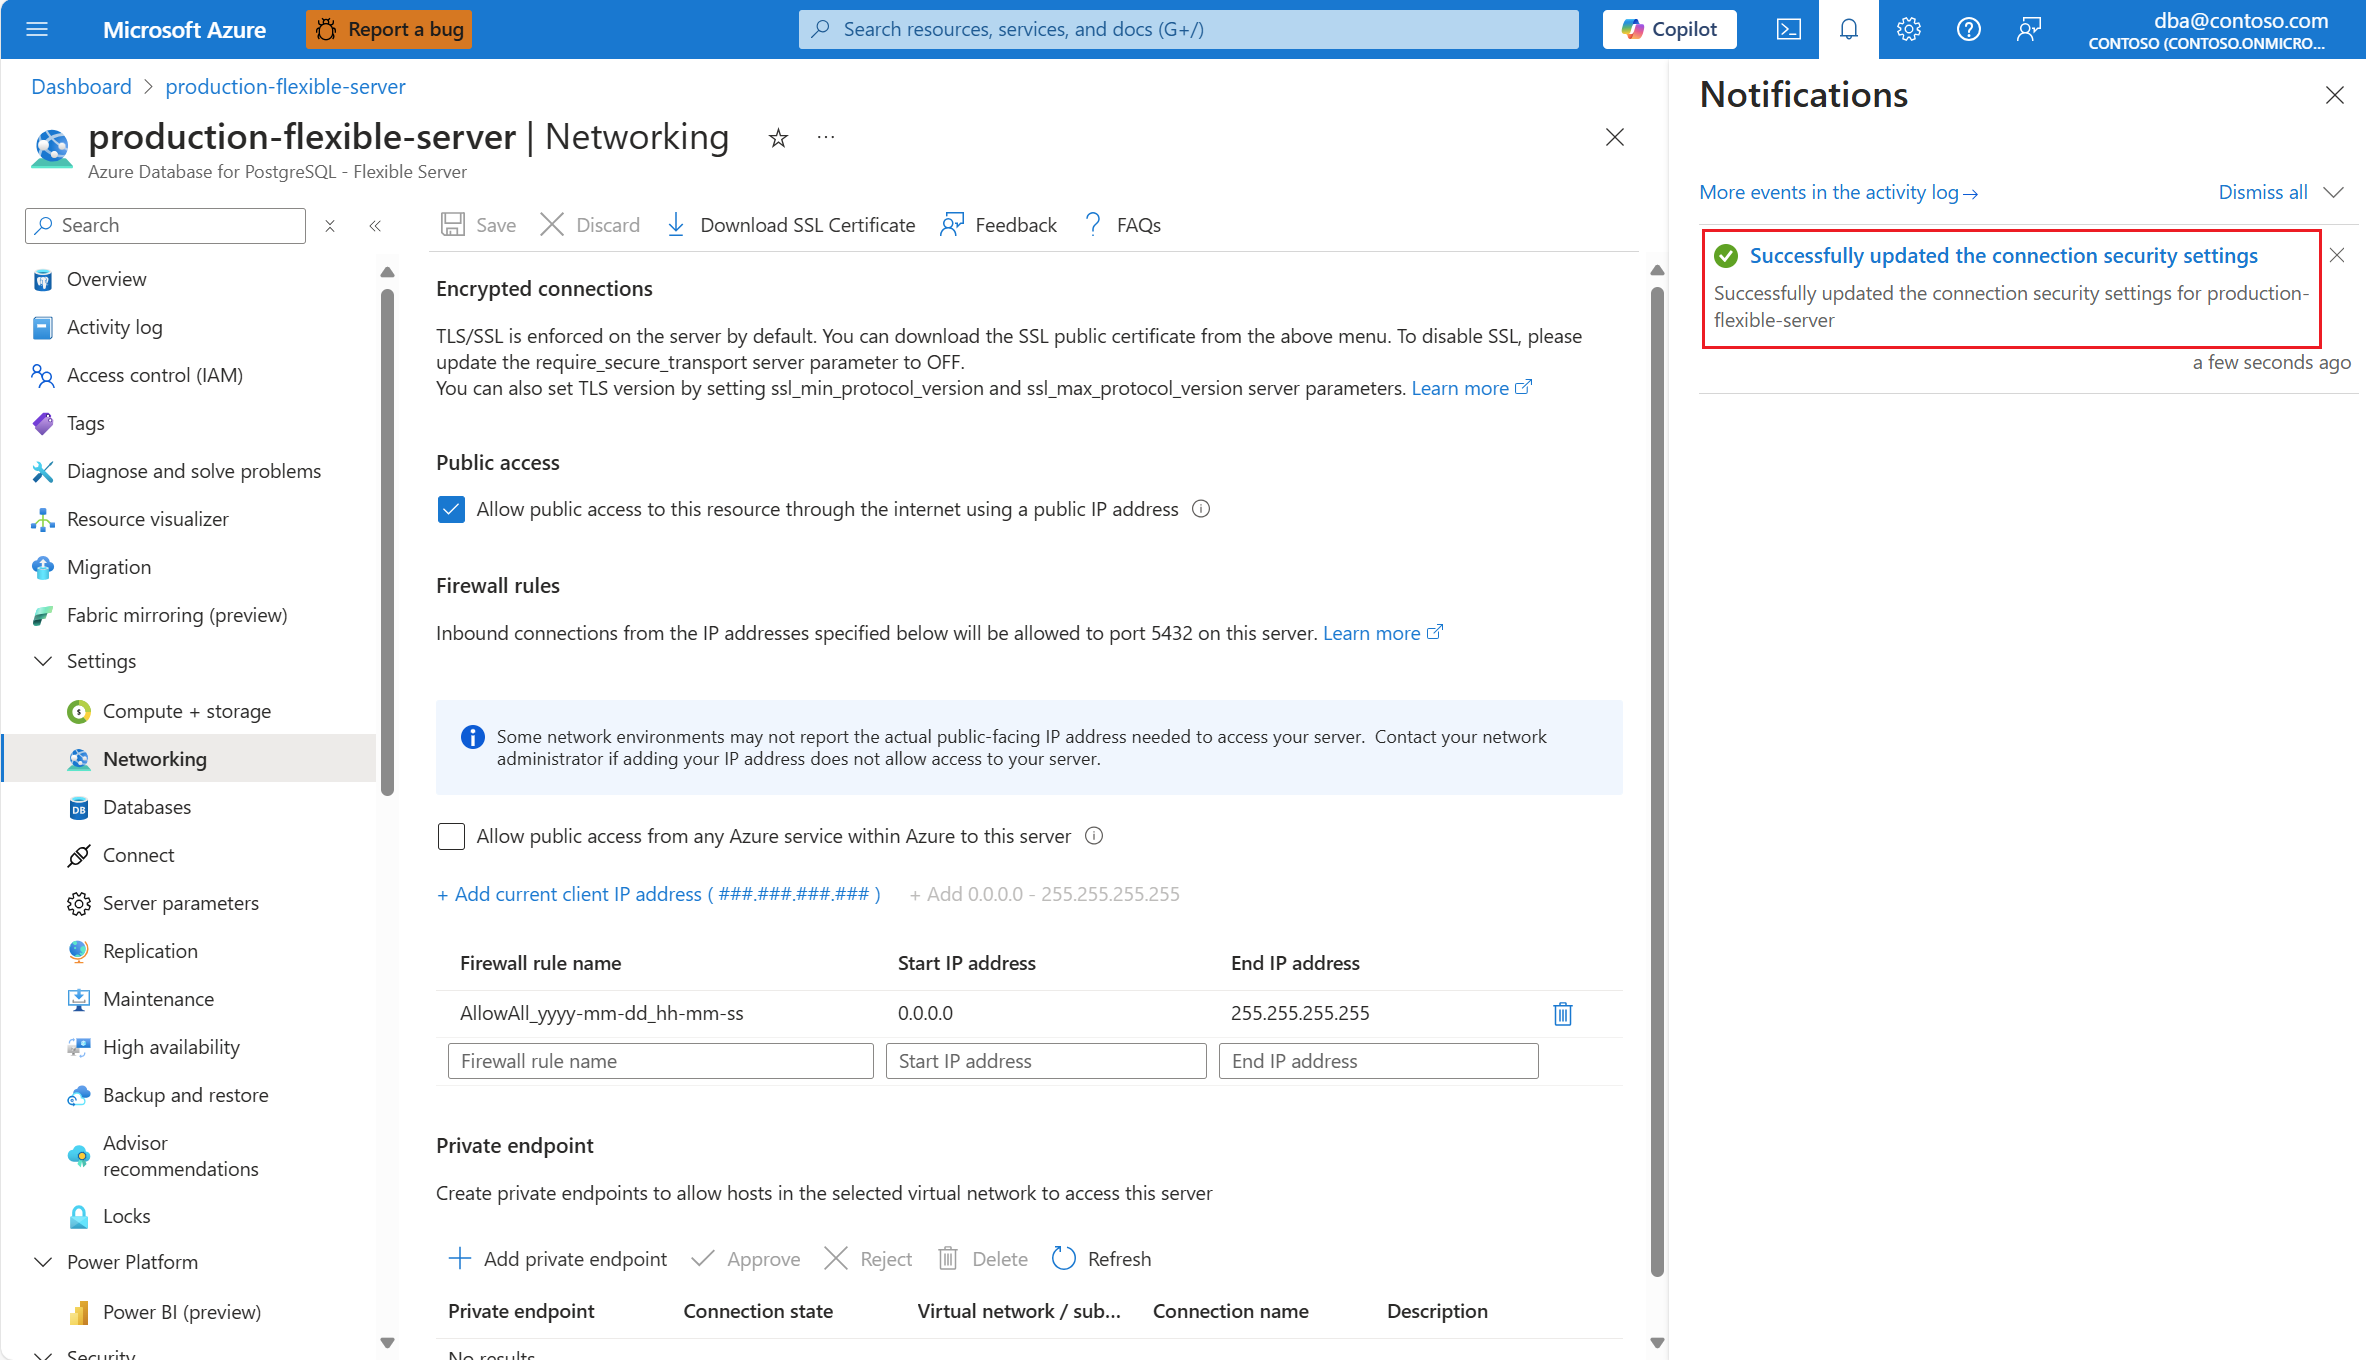 Microsoft Azure
Report a bug
Search resources, services, and docs (G+/)
Copilot
dba@contoso.com
CONTOSO (CONTOSO.ONMICRO...
Dashboard
production-flexible-server
production-flexible-server | Networking
Azure Database for PostgreSQL - Flexible Server
Search
Overview
Activity log
Access control (IAM)
Tags
Diagnose and solve problems
Resource visualizer
Migration
Fabric mirroring (preview)
Settings
Compute + storage
Networking
Databases
Connect
Server parameters
Replication
Maintenance
High availability
Backup and restore
Advisor
recommendations
Locks
Power Platform
Power BI (preview)
Security
Save
Discard
Download SSL Certificate
Feedback
FAQs
Encrypted connections
TLS/SSL is enforced on the server by default. You can download the SSL public certificate from the above menu. To disable SSL, please
update the require_secure_transport server parameter to OFF.
You can also set TLS version by setting ssl_min_protocol_version and ssl_max_protocol_version server parameters. Learn more
Public access
Allow public access to this resource through the internet using a public IP address
Firewall rules
Inbound connections from the IP addresses specified below will be allowed to port 5432 on this server. Learn more
Some network environments may not report the actual public-facing IP address needed to access your server.  Contact your network
administrator if adding your IP address does not allow access to your server.
Allow public access from any Azure service within Azure to this server
+ Add current client IP address ( ###.###.###.### )
+ Add 0.0.0.0 - 255.255.255.255
Firewall rule name
Start IP address
End IP address
AllowAll_yyyy-mm-dd_hh-mm-ss
0.0.0.0
255.255.255.255
Firewall rule name
Start IP address
End IP address
Private endpoint
Create private endpoints to allow hosts in the selected virtual network to access this server
Add private endpoint
Approve
Reject
Delete
Refresh
Private endpoint
Connection state
Virtual network / sub...
Connection name
Description
No results
Notifications
More events in the activity log→
Dismiss all
Successfully updated the connection security settings
Successfully updated the connection security settings for production-
flexible-server
a few seconds ago